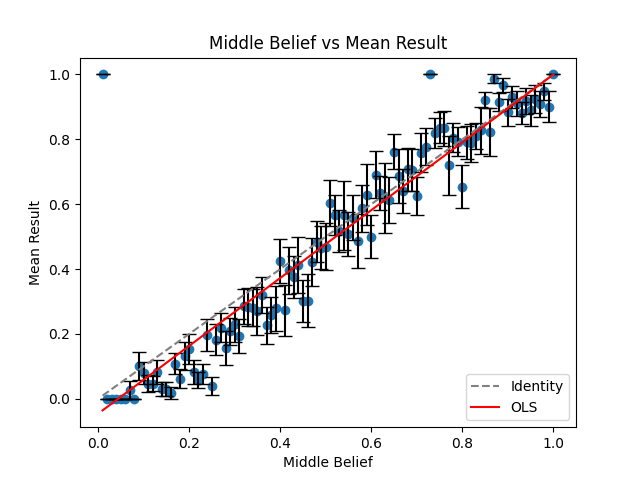 Middle Belief vs Mean Result
1.0
0.8
0.6
0.4
0.2
0.0
Mean Result
0.0 0.2 0.4 0.6 0.8 1.0
Middle Belief
Identity
OLS